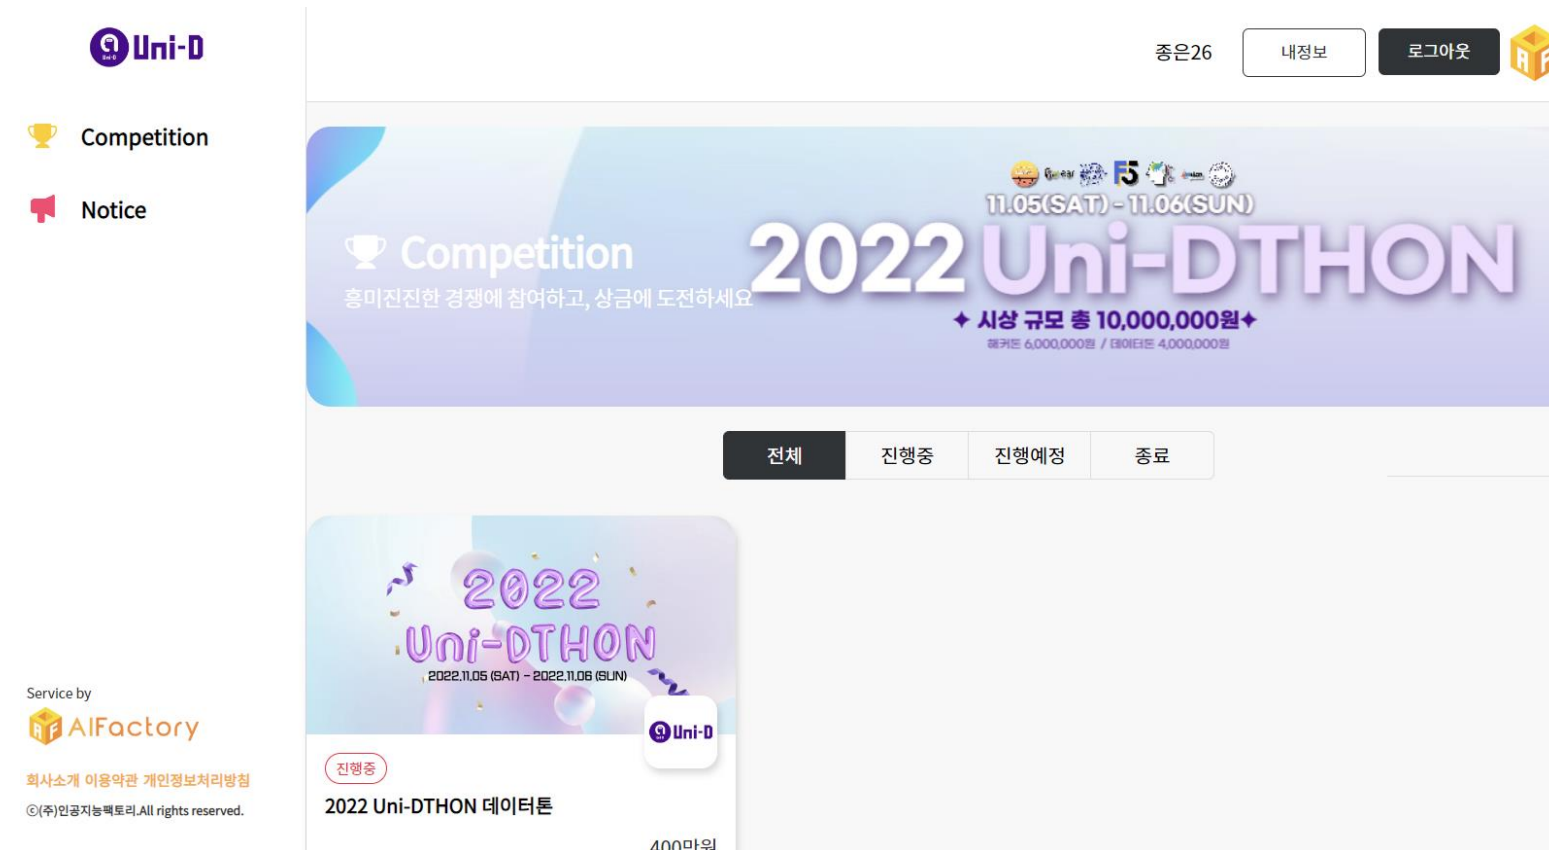 Uni-D
종은26
내정보
로그아웃
Competition
Notice
F5
11.05(SAT) - 11.06(SUN)
2022 Uni-DTHON
Competition
흥미진진한 경쟁에 참여하고, 상금에 도전하세요
✦ 시상 규모 총 10,000,000원✦
해커톤 6,000,000원 / 데이터톤 4,000,000원
전체
진행중
진행예정
종료
2022
Uni-DTHON
2022.11.05 (SAT) - 2022.11.06 (SUN)
Uni-D
진행중
2022 Uni-DTHON 데이터톤
400만원
Service by
AIFactory
회사소개 이용약관 개인정보처리방침
ⓒ(주)인공지능팩토리.All rights reserved.